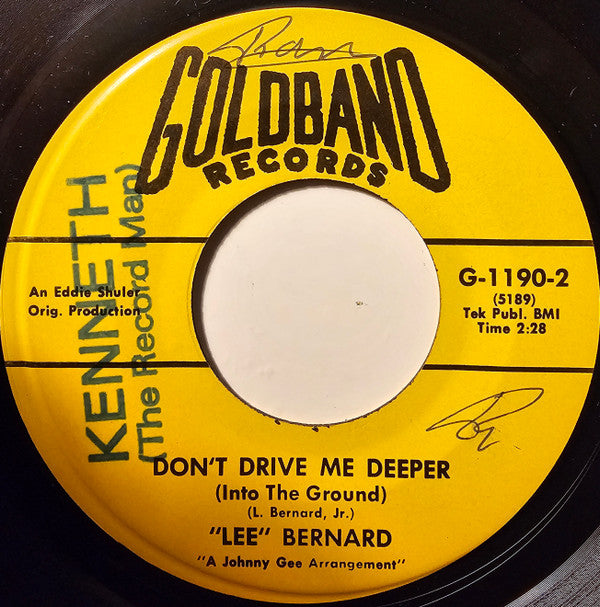 GOLDBAND
RECORDS
KENNETH
(The Record Man)
An Eddie Shuler
Orig. Production
G-1190-2
(5189)
Tek Publ. BMI
Time 2:28
DON'T DRIVE ME DEEPER
(Into The Ground)
(L. Bernard, Jr.)
"LEE" BERNARD
"A Johnny Gee Arrangement"